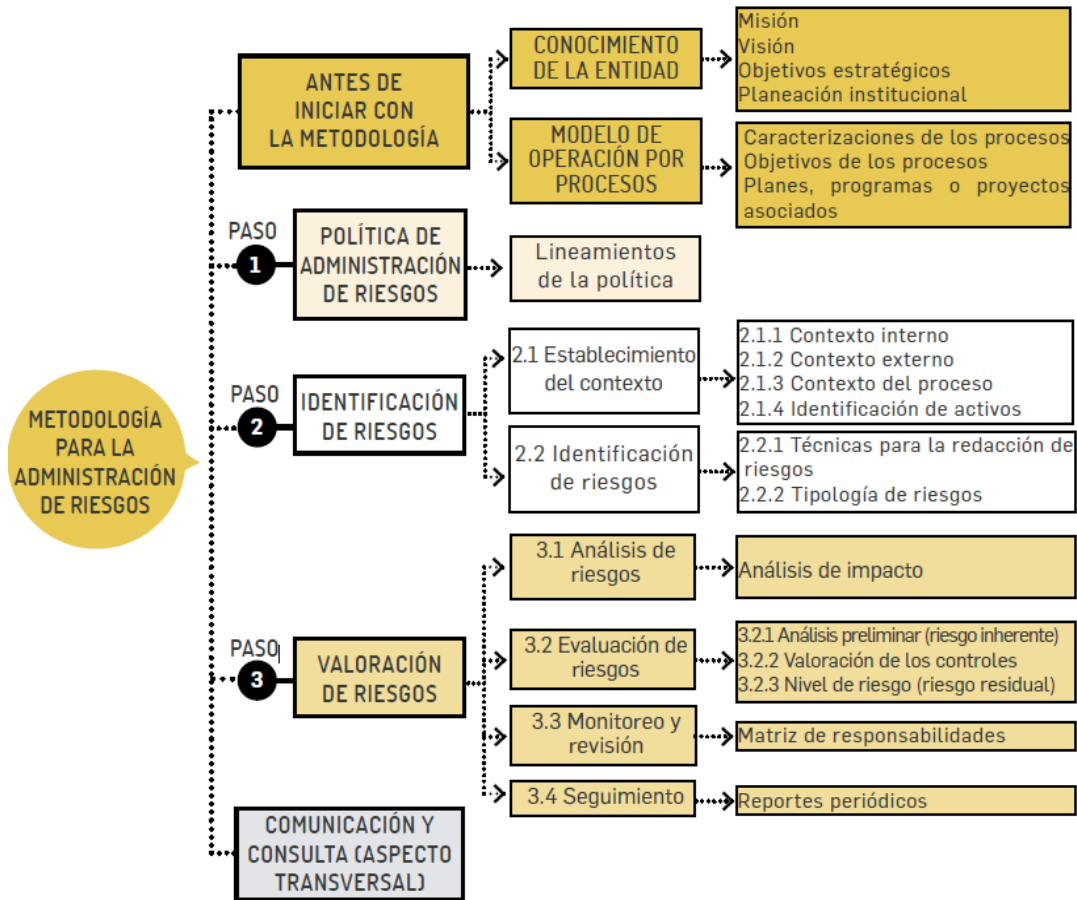 METODOLOGÍA
PARA LA
ADMINISTRACIÓN
DE RIESGOS
ANTES DE
INICIAR CON
LA METODOLOGÍA
CONOCIMIENTO
DE LA ENTIDAD
Misión
Visión
Objetivos estratégicos
Planeación institucional
MODELO DE
OPERACIÓN POR
PROCESOS
Caracterizaciones de los procesos
Objetivos de los procesos
Planes, programas o proyectos
asociados
PASO
1
POLÍTICA DE
ADMINISTRACIÓN
DE RIESGOS
Lineamientos
de la política
PASO
2
IDENTIFICACIÓN
DE RIESGOS
2.1 Establecimiento
del contexto
2.1.1 Contexto interno
2.1.2 Contexto externo
2.1.3 Contexto del proceso
2.1.4 Identificación de activos
2.2 Identificación
de riesgos
2.2.1 Técnicas para la redacción de
riesgos
2.2.2 Tipología de riesgos
PASO
3
VALORACIÓN
DE RIESGOS
3.1 Análisis de
riesgos
Análisis de impacto
3.2 Evaluación de
riesgos
3.2.1 Análisis preliminar (riesgo inherente)
3.2.2 Valoración de los controles
3.2.3 Nivel de riesgo (riesgo residual)
3.3 Monitoreo y
revisión
Matriz de responsabilidades
3.4 Seguimiento
Reportes periódicos
COMUNICACIÓN Y
CONSULTA (ASPECTO
TRANSVERSAL)